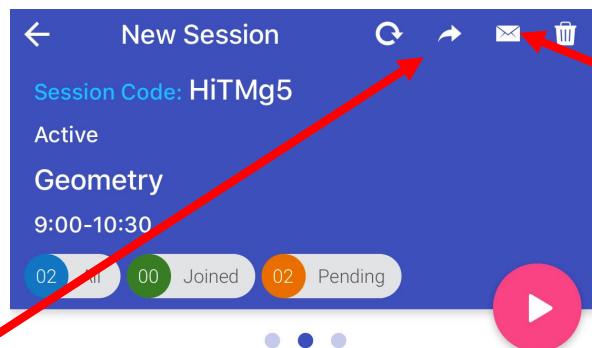 New Session
Session Code: HiTMg5
Active
Geometry
9:00-10:30
02 All 00 Joined 02 Pending